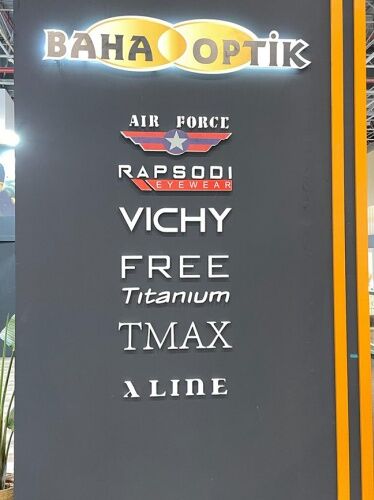 BAHA OPTİK
AIR FORCE
RAPSODI
EYEWEAR
VICHY
FREE
Titanium
TMAX
A LINE